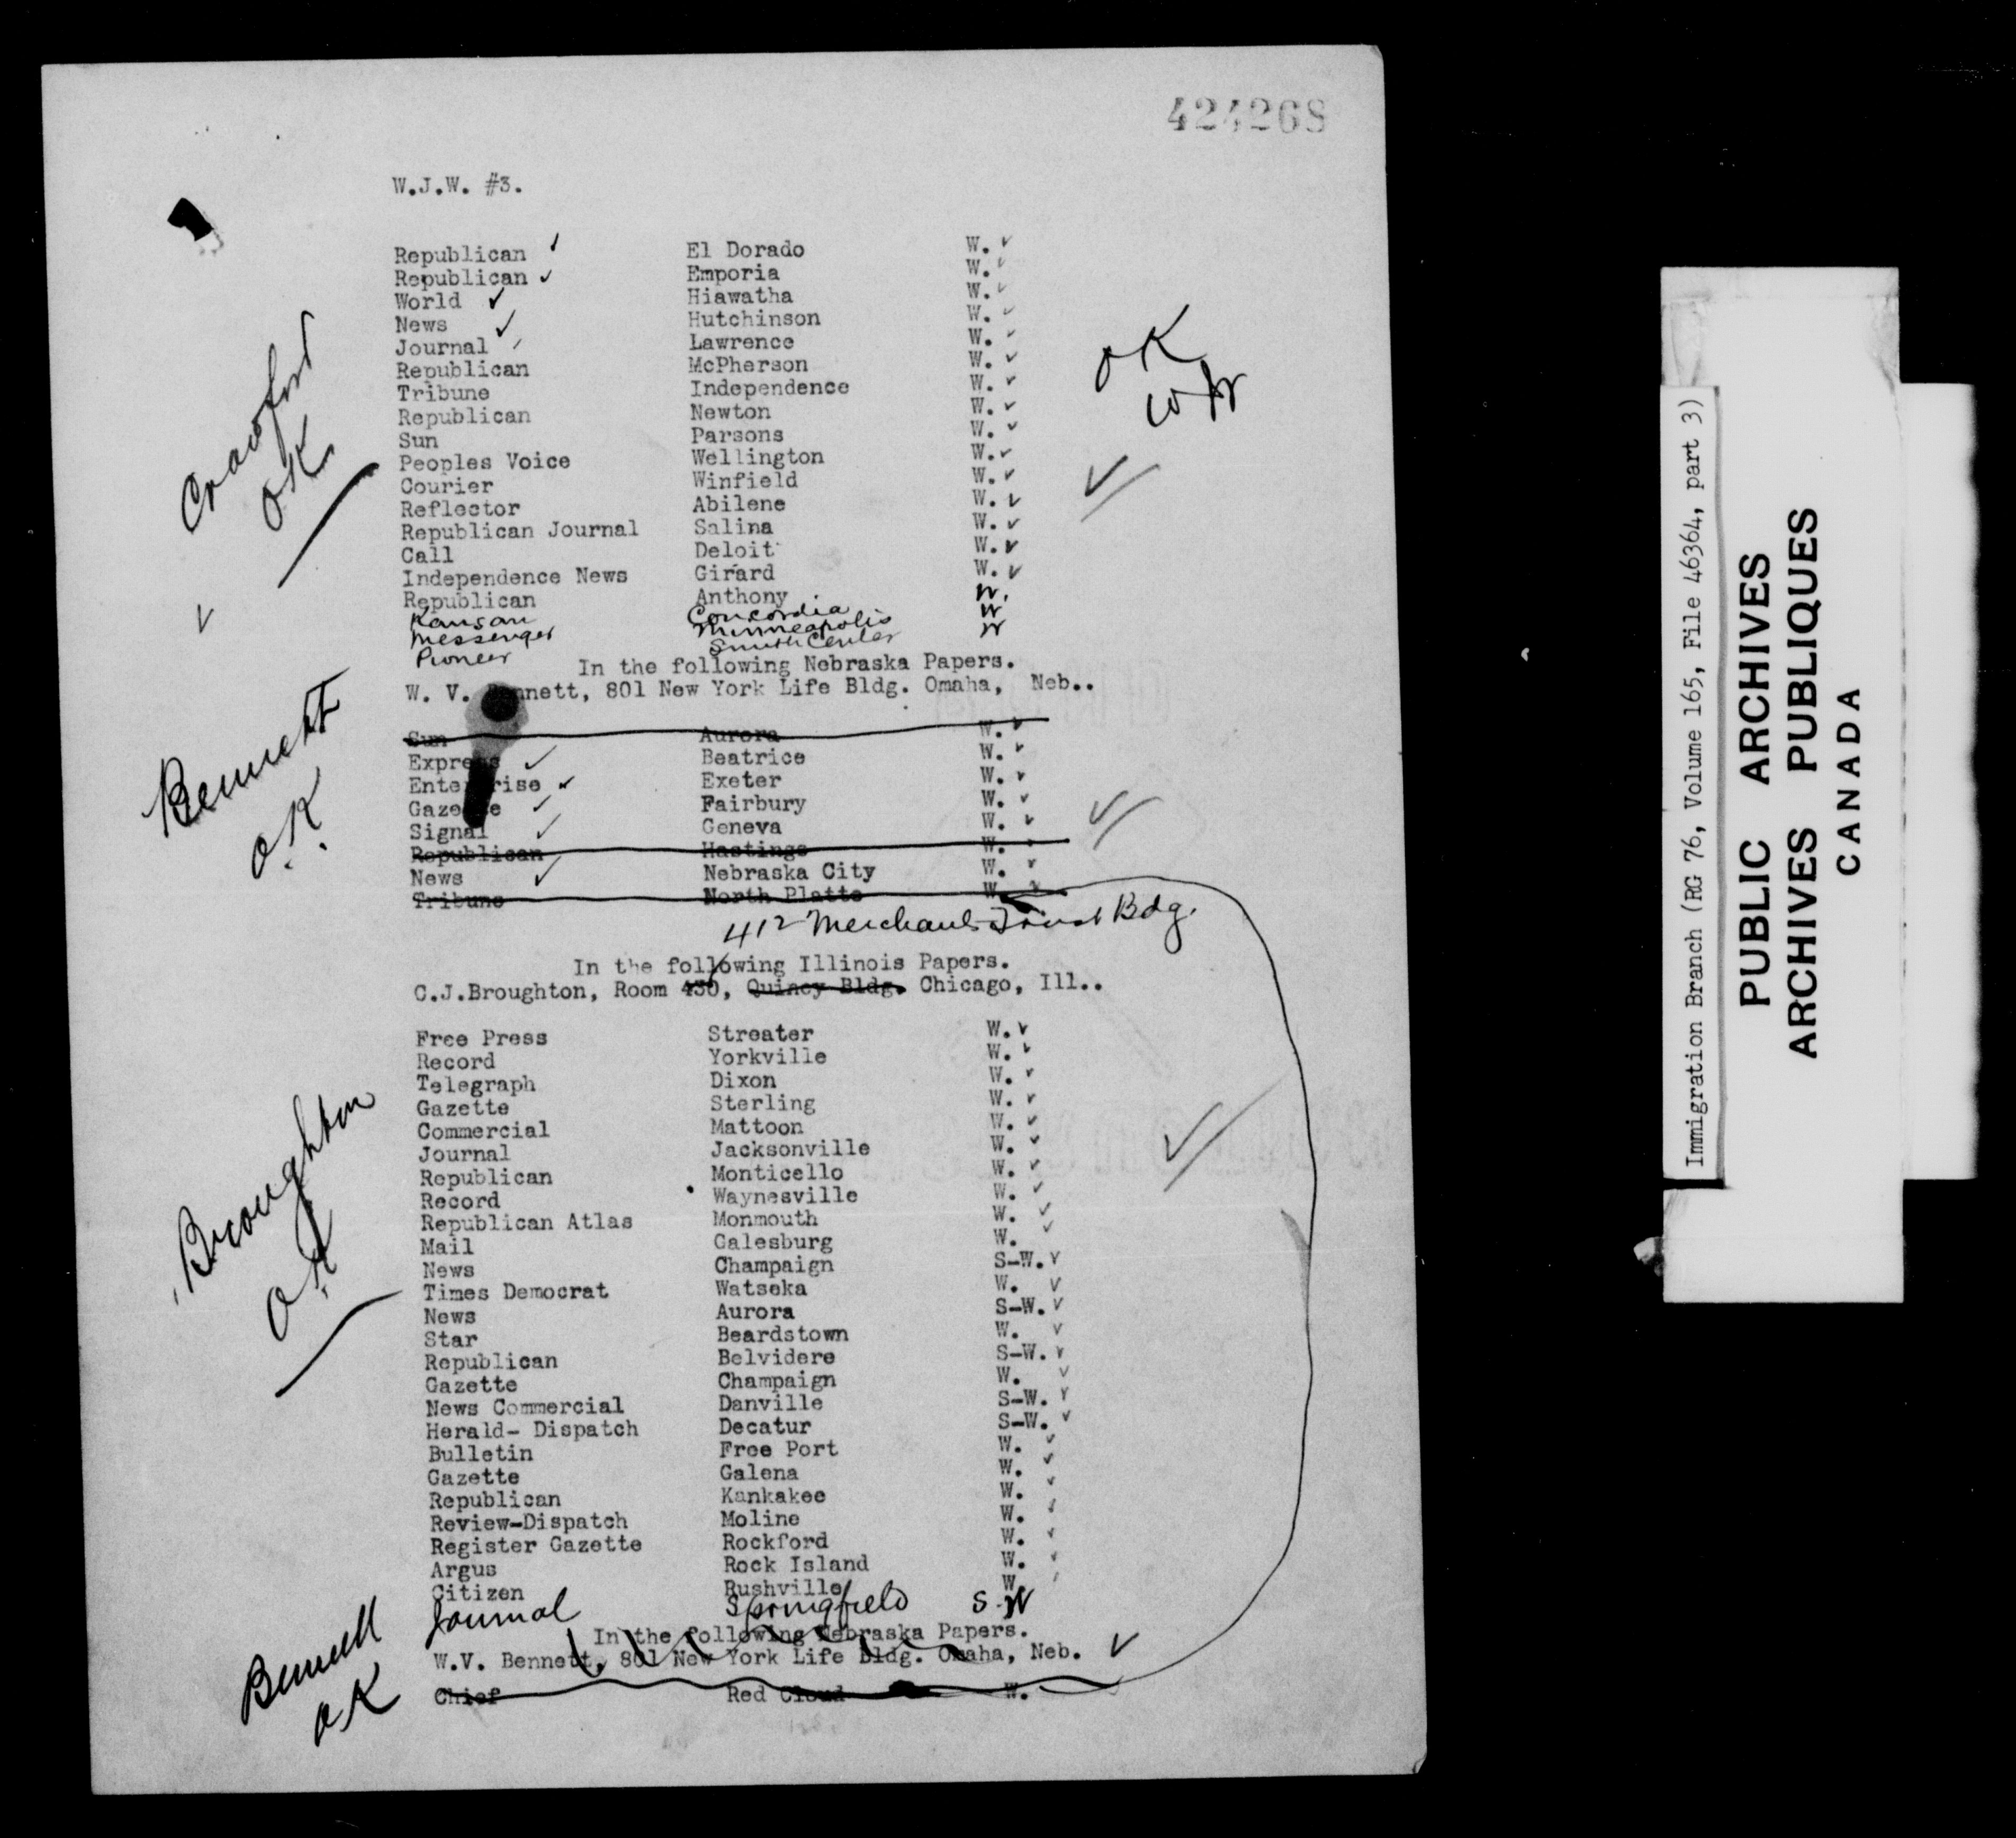 424268
W.J.W. #3.
Republican ✓ El Dorado W. ✓
Republican ✓ Emporia W. ✓
World ✓ Hiawatha W. ✓
News ✓ Hutchinson W. ✓
Journal ✓ Lawrence W. ✓
Republican McPherson W. ✓
Tribune Independence W. ✓
Republican Newton W. ✓
Sun Parsons W. ✓
Peoples Voice Wellington W. ✓
Courier Winfield W. ✓
Reflector Abilene W. ✓
Republican Journal Salina W. ✓
Call Deloit W. ✓
Independence News Girard W. ✓
Republican Anthony W.
Kansan Concordia W
Messenger Minneapolis W
Pioneer Smith Center
Crawford
OK
OK
In the following Nebraska Papers.
W. V. Bennett, 801 New York Life Bldg. Omaha, Neb..
Sun Aurora W. ✓
Express ✓ Beatrice W. ✓
Enterprise ✓ Exeter W. ✓
Gazette ✓ Fairbury W. ✓
Signal ✓ Geneva W. ✓
Republican Hastings W. ✓
News ✓ Nebraska City W. ✓
Tribune North Platte W. ✓
Bennett
O.K.
412 Merchants Trust Bdg.
In the following Illinois Papers.
C.J.Broughton, Room 430, Quincy Bldg. Chicago, Ill..
Free Press Streater W. ✓
Record Yorkville W. ✓
Telegraph Dixon W. ✓
Gazette Sterling W. ✓
Commercial Mattoon W. ✓
Journal Jacksonville W. ✓
Republican Monticello W. ✓
Record Waynesville W. ✓
Republican Atlas Monmouth W. ✓
Mail Galesburg W. ✓
News Champaign S-W. ✓
Times Democrat Watseka W. ✓
News Aurora S-W. ✓
Star Beardstown W. ✓
Republican Belvidere S-W. ✓
Gazette Champaign W. ✓
News Commercial Danville S-W. ✓
Herald- Dispatch Decatur S-W. ✓
Bulletin Free Port W. ✓
Gazette Galena W. ✓
Republican Kankakee W. ✓
Review-Dispatch Moline W. ✓
Register Gazette Rockford W. ✓
Argus Rock Island W. ✓
Citizen Rushville W. ✓
Journal Springfield S-W
Broughton
O.K.
In the following Nebraska Papers.
W.V. Bennett, 801 New York Life Bldg. Omaha, Neb. ✓
Chief Red Cloud W.
Bennett
OK
Immigration Branch (RG 76, Volume 165, File 46364, part 3)
PUBLIC ARCHIVES
ARCHIVES PUBLIQUES
CANADA